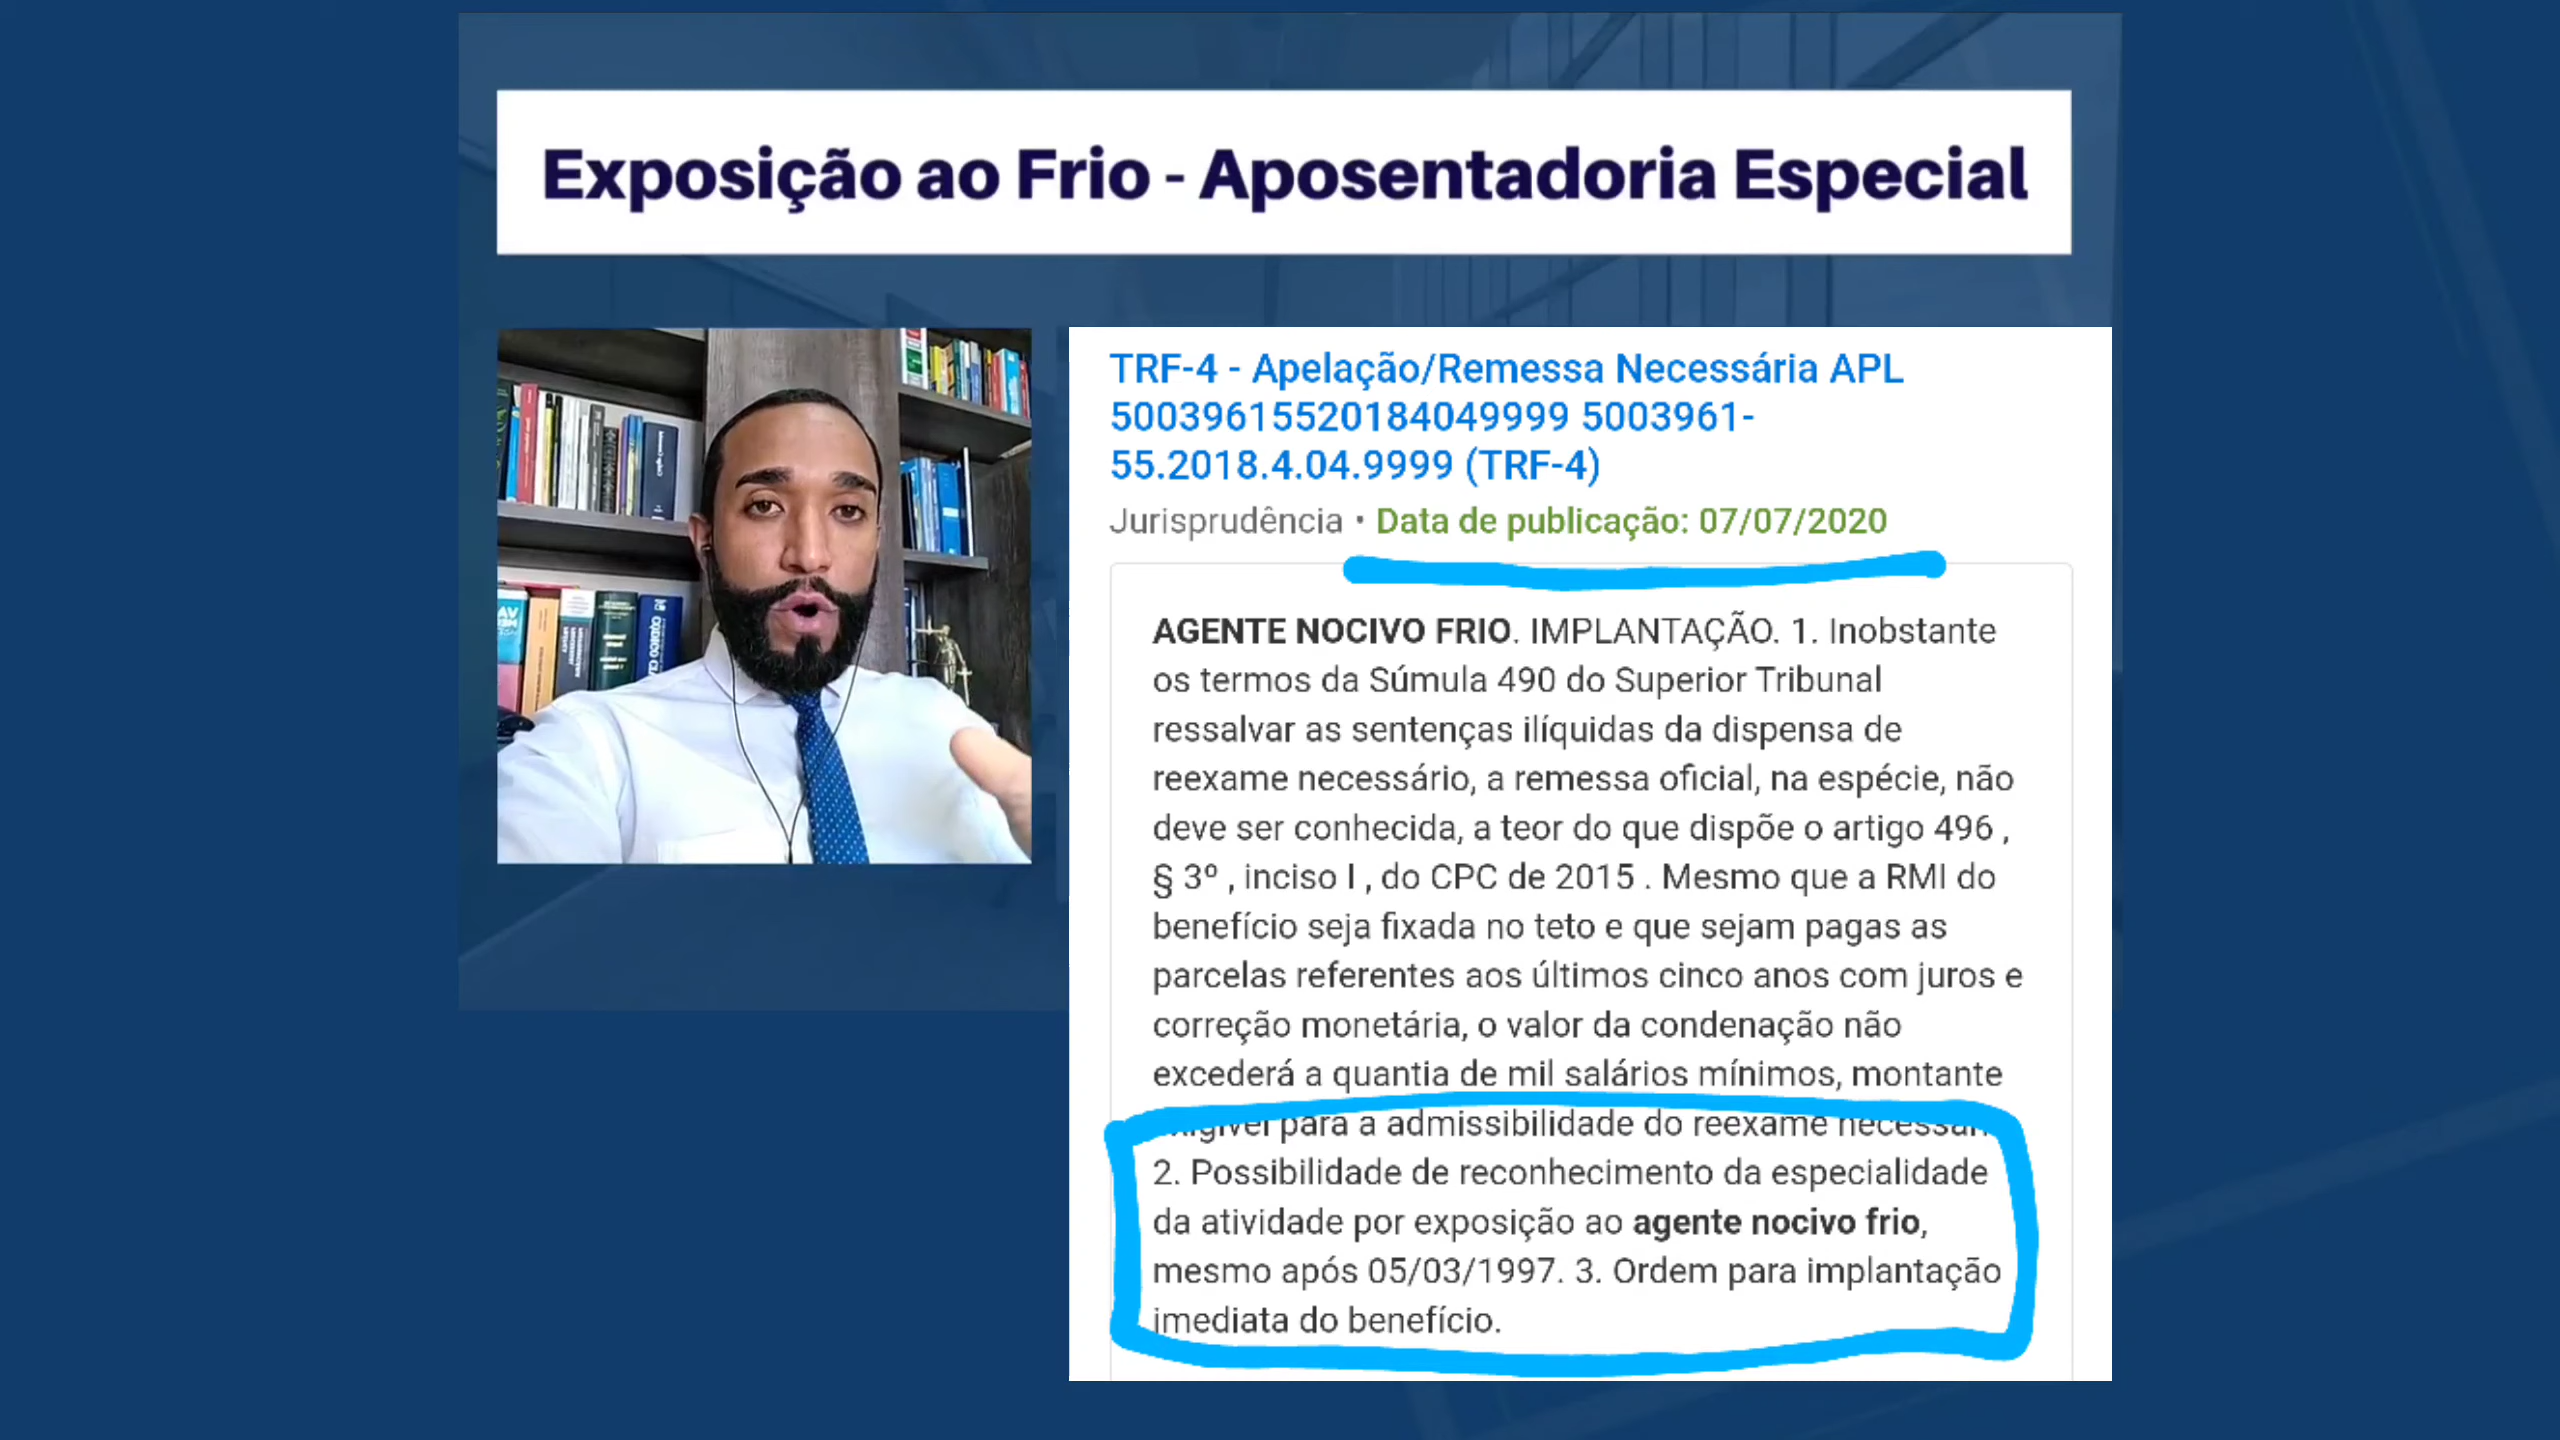 Exposição ao Frio - Aposentadoria Especial
TRF-4 - Apelação/Remessa Necessária APL
50039615520184049999 5003961-
55.2018.4.04.9999 (TRF-4)
Jurisprudência • Data de publicação: 07/07/2020
AGENTE NOCIVO FRIO. IMPLANTAÇÃO. 1. Inobstante
os termos da Súmula 490 do Superior Tribunal
ressalvar as sentenças ilíquidas da dispensa de
reexame necessário, a remessa oficial, na espécie, não
deve ser conhecida, a teor do que dispõe o artigo 496 ,
§ 3º , inciso I , do CPC de 2015 . Mesmo que a RMI do
benefício seja fixada no teto e que sejam pagas as
parcelas referentes aos últimos cinco anos com juros e
correção monetária, o valor da condenação não
excederá a quantia de mil salários mínimos, montante
para a admissibilidade do reexame
2. Possibilidade de reconhecimento da especialidade
da atividade por exposição ao agente nocivo frio,
mesmo após 05/03/1997. 3. Ordem para implantação
imediata do benefício.